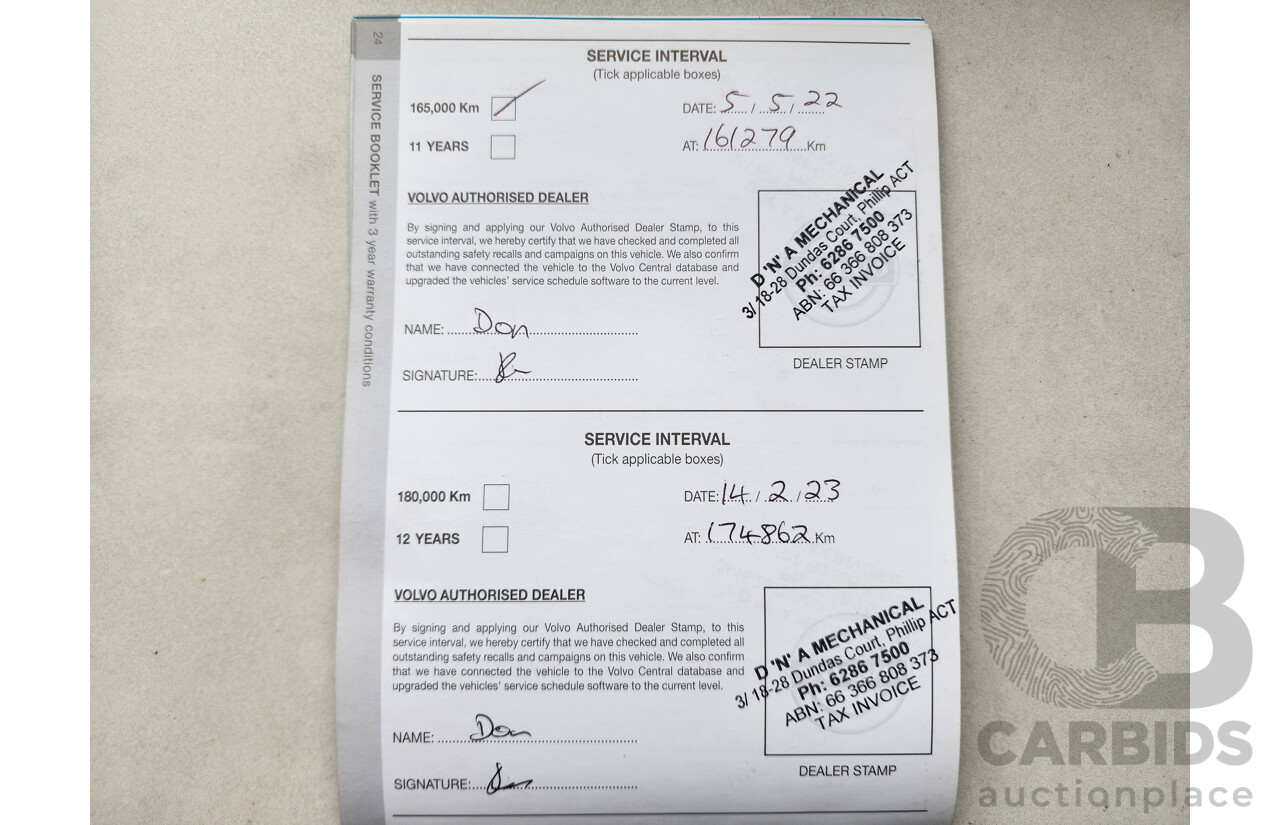 24
SERVICE BOOKLET with 3 year warranty conditions
SERVICE INTERVAL
(Tick applicable boxes)
165,000 Km
DATE: 5 / 5 / 22
11 YEARS
AT: 161279 Km
VOLVO AUTHORISED DEALER
By signing and applying our Volvo Authorised Dealer Stamp, to this
service interval, we hereby certify that we have checked and completed all
outstanding safety recalls and campaigns on this vehicle. We also confirm
that we have connected the vehicle to the Volvo Central database and
upgraded the vehicles' service schedule software to the current level.
D 'N' A MECHANICAL
3/ 18-28 Dundas Court, Phillip ACT
Ph: 6286 7500
ABN: 66 366 808 373
TAX INVOICE
NAME: Don
SIGNATURE:
DEALER STAMP
SERVICE INTERVAL
(Tick applicable boxes)
180,000 Km
DATE: 14 / 2 / 23
12 YEARS
AT: 174862 Km
VOLVO AUTHORISED DEALER
By signing and applying our Volvo Authorised Dealer Stamp, to this
service interval, we hereby certify that we have checked and completed all
outstanding safety recalls and campaigns on this vehicle. We also confirm
that we have connected the vehicle to the Volvo Central database and
upgraded the vehicles' service schedule software to the current level.
D 'N' A MECHANICAL
3/ 18-28 Dundas Court, Phillip ACT
Ph: 6286 7500
ABN: 66 366 808 373
TAX INVOICE
NAME: Don
SIGNATURE:
DEALER STAMP
CB
CARBIDS
auctionplace